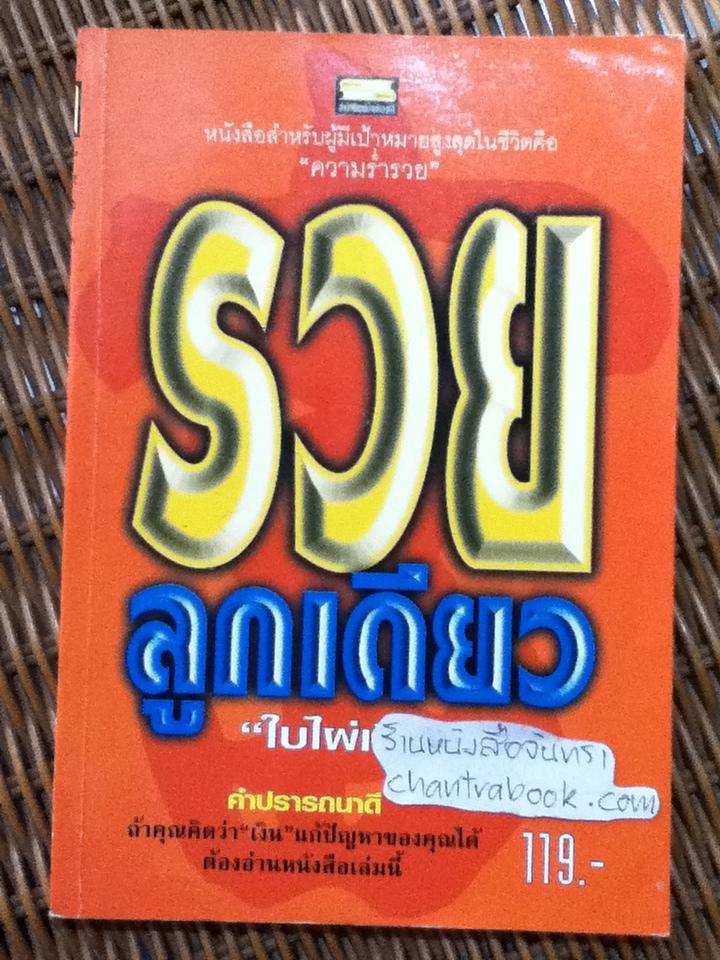 หนังสือสำหรับผู้มีเป้าหมายสูงสุดในชีวิตคือ
“ความร่ำรวย”
รวย
ลูกเดียว
“ใบไผ่
ร้านหนังสือจันทรา
chantrabook.com
คำปรารถนาดี
ถ้าคุณคิดว่า“เงิน”แก้ปัญหาของคุณได้
ต้องอ่านหนังสือเล่มนี้
119.-